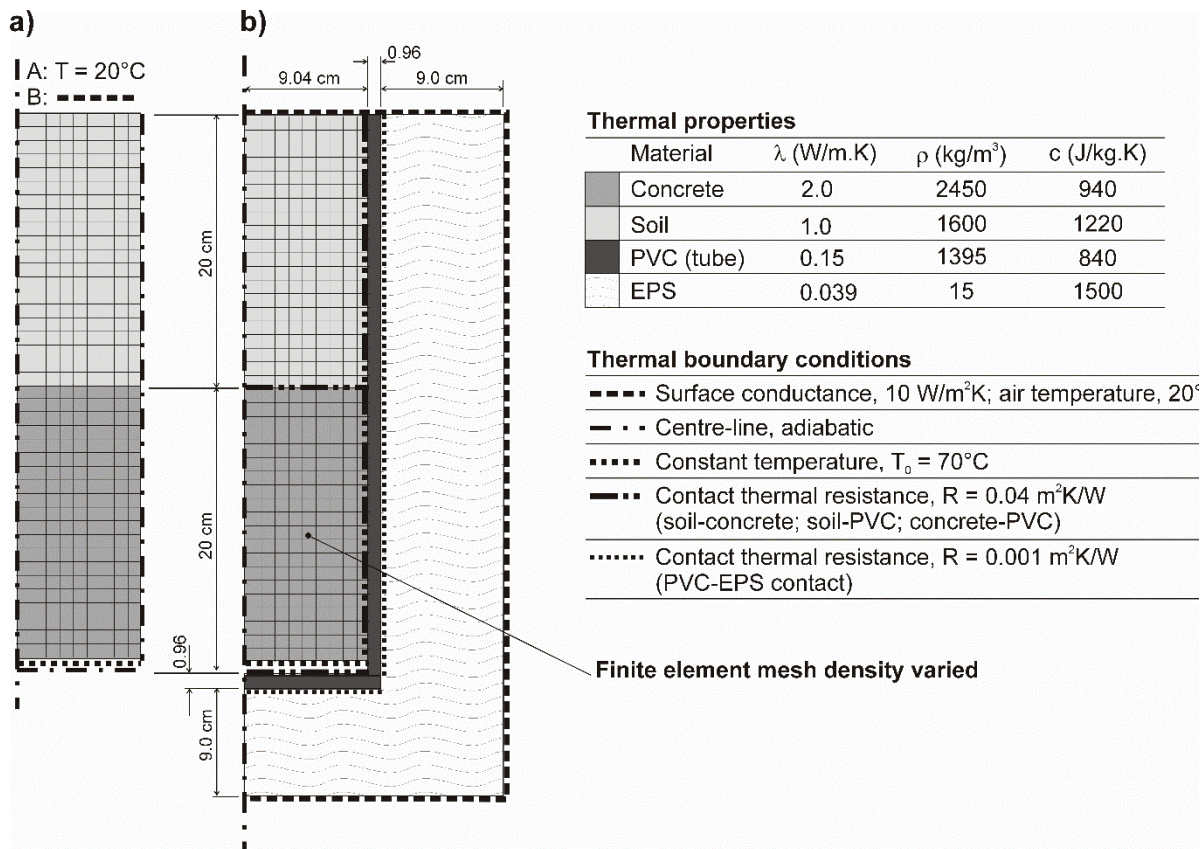 a)
b)
A: T = 20°C
B:
9.04 cm
0.96
9.0 cm
20 cm
20 cm
0.96
9.0 cm
Thermal properties
Material λ (W/m.K) ρ (kg/m³) c (J/kg.K)
Concrete 2.0 2450 940
Soil 1.0 1600 1220
PVC (tube) 0.15 1395 840
EPS 0.039 15 1500
Thermal boundary conditions
Surface conductance, 10 W/m²K; air temperature, 20°
Centre-line, adiabatic
Constant temperature, T₀ = 70°C
Contact thermal resistance, R = 0.04 m²K/W
(soil-concrete; soil-PVC; concrete-PVC)
Contact thermal resistance, R = 0.001 m²K/W
(PVC-EPS contact)
Finite element mesh density varied